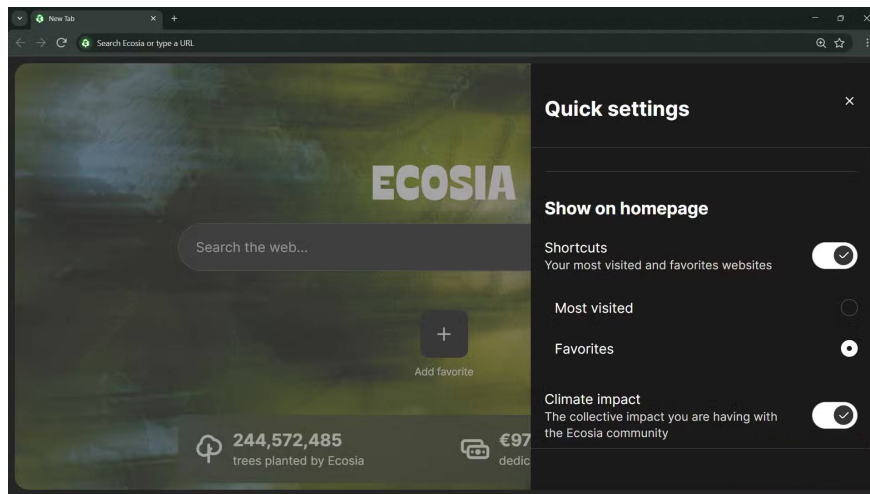 New Tab
Search Ecosia or type a URL
ECOSIA
Search the web...
Add favorite
244,572,485
trees planted by Ecosia
€97
dedic
Quick settings
Show on homepage
Shortcuts
Your most visited and favorites websites
Most visited
Favorites
Climate impact
The collective impact you are having with
the Ecosia community